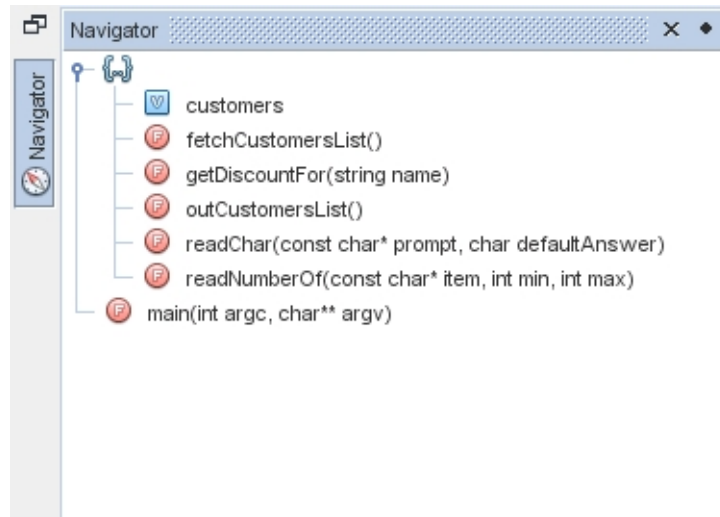 Navigator
Navigator
{..}
V customers
F fetchCustomersList()
F getDiscountFor(string name)
F outCustomersList()
F readChar(const char* prompt, char defaultAnswer)
F readNumberOf(const char* item, int min, int max)
F main(int argc, char** argv)